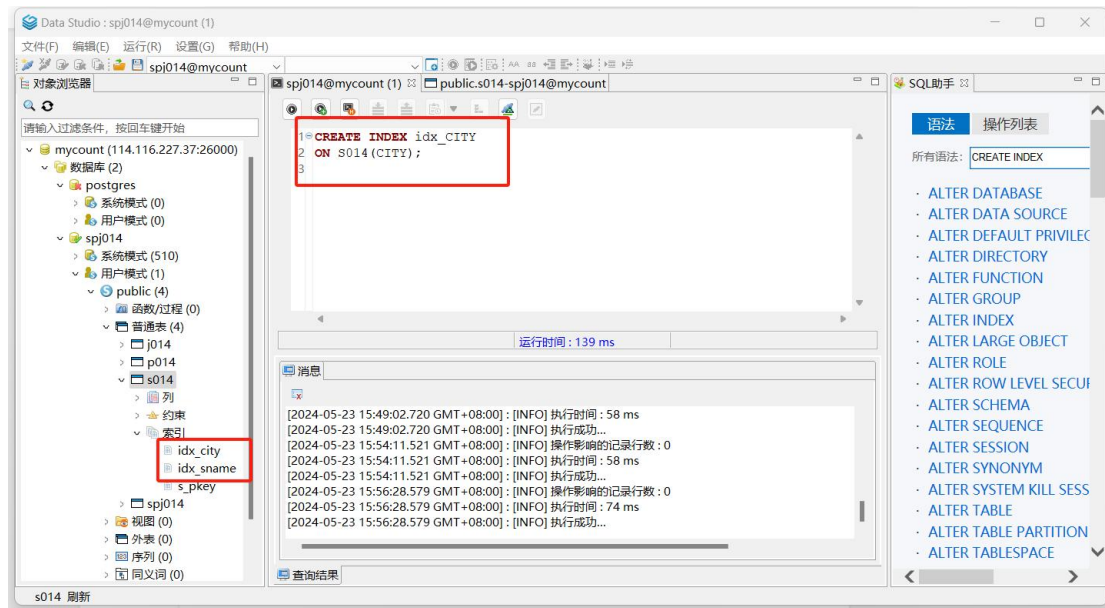 Data Studio : spj014@mycount (1)
文件(F) 编辑(E) 运行(R) 设置(G) 帮助(H)
spj014@mycount
对象浏览器
请输入过滤条件，按回车键开始
mycount (114.116.227.37:26000)
数据库 (2)
postgres
系统模式 (0)
用户模式 (0)
spj014
系统模式 (510)
用户模式 (1)
public (4)
函数/过程 (0)
普通表 (4)
j014
p014
s014
列
约束
索引
idx_city
idx_sname
s_pkey
spj014
视图 (0)
外表 (0)
序列 (0)
同义词 (0)
spj014@mycount (1) public.s014-spj014@mycount
1 CREATE INDEX idx_CITY
2 ON S014(CITY);
3
运行时间 : 139 ms
消息
[2024-05-23 15:49:02.720 GMT+08:00] : [INFO] 执行时间 : 58 ms
[2024-05-23 15:49:02.720 GMT+08:00] : [INFO] 执行成功...
[2024-05-23 15:54:11.521 GMT+08:00] : [INFO] 操作影响的记录行数 : 0
[2024-05-23 15:54:11.521 GMT+08:00] : [INFO] 执行时间 : 58 ms
[2024-05-23 15:54:11.521 GMT+08:00] : [INFO] 执行成功...
[2024-05-23 15:56:28.579 GMT+08:00] : [INFO] 操作影响的记录行数 : 0
[2024-05-23 15:56:28.579 GMT+08:00] : [INFO] 执行时间 : 74 ms
[2024-05-23 15:56:28.579 GMT+08:00] : [INFO] 执行成功...
查询结果
SQL助手
语法 操作列表
所有语法: CREATE INDEX
· ALTER DATABASE
· ALTER DATA SOURCE
· ALTER DEFAULT PRIVILEG
· ALTER DIRECTORY
· ALTER FUNCTION
· ALTER GROUP
· ALTER INDEX
· ALTER LARGE OBJECT
· ALTER ROLE
· ALTER ROW LEVEL SECUR
· ALTER SCHEMA
· ALTER SEQUENCE
· ALTER SESSION
· ALTER SYNONYM
· ALTER SYSTEM KILL SESS
· ALTER TABLE
· ALTER TABLE PARTITION
· ALTER TABLESPACE
s014 刷新